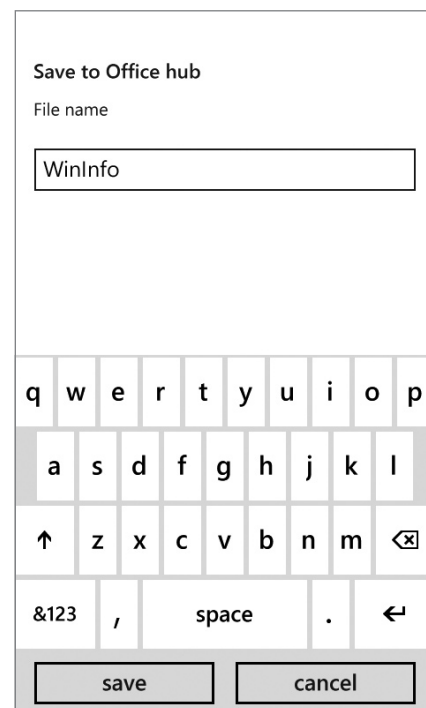 Save to Office hub
File name
WinInfo
q w e r t y u i o p
a s d f g h j k l
z x c v b n m
&123 , space .
save cancel